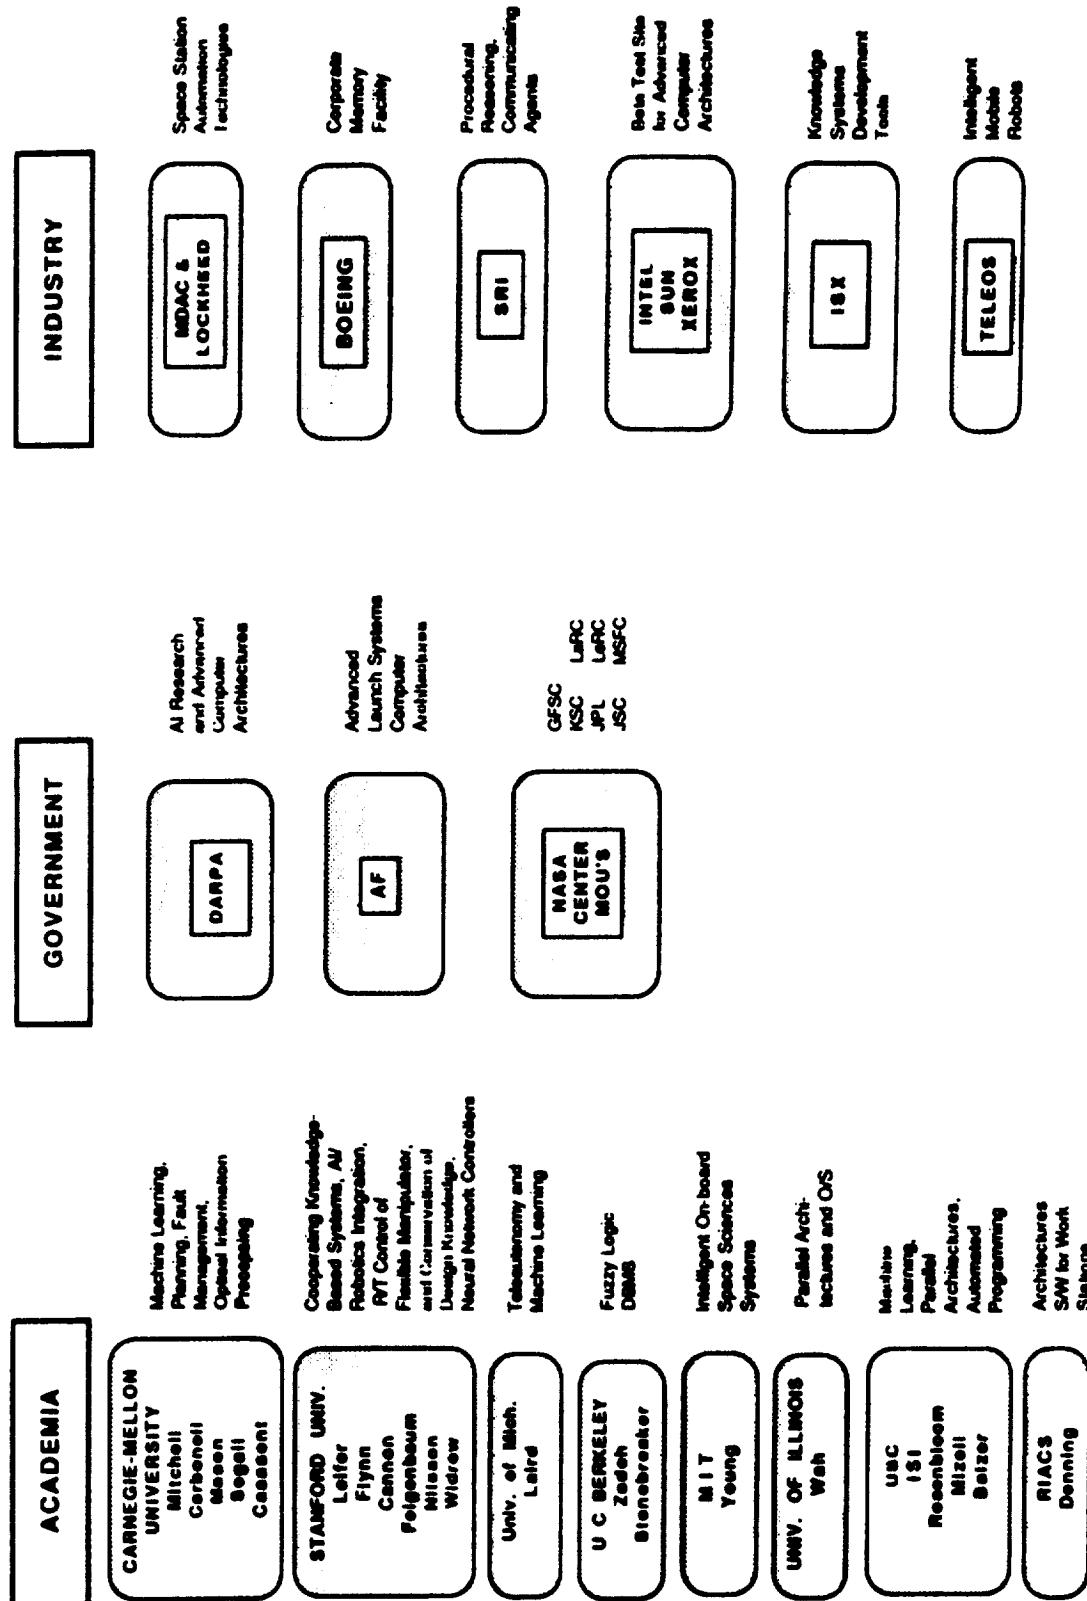 ACADEMIA
CARNEGIE-MELLON
UNIVERSITY
Mitchell
Carbonell
Mason
Segall
Casasent
Machine Learning,
Planning, Fault
Management,
Optical Information
Processing
STANFORD UNIV.
Leifer
Flynn
Cannon
Feigenbaum
Nilsson
Widrow
Cooperating Knowledge-
Based Systems, AI/
Robotics Integration,
R/T Control of
Flexible Manipulator,
and Conservation of
Design Knowledge,
Neural Network Controllers
Univ. of Mich.
Laird
Teleautonomy and
Machine Learning
U C BERKELEY
Zadeh
Stonebraker
Fuzzy Logic
DBMS
M I T
Young
Intelligent On-board
Space Sciences
Systems
UNIV. OF ILLINOIS
Wah
Parallel Archi-
tectures and O/S
USC
ISI
Rosenbloom
Mizell
Balzer
Machine
Learning,
Parallel
Architectures,
Automated
Programming
RIACS
Denning
Architectures
S/W for Work
Stations
GOVERNMENT
DARPA
AI Research
and Advanced
Computer
Architectures
AF
Advanced
Launch Systems
Computer
Architectures
NASA
CENTER
MOU'S
GFSC
KSC LaRC
JPL LeRC
JSC MSFC
INDUSTRY
MDAC &
LOCKHEED
Space Station
Automation
Technologies
BOEING
Corporate
Memory
Facility
SRI
Procedural
Reasoning,
Communicating
Agents
INTEL
SUN
XEROX
Beta Test Site
for Advanced
Computer
Architectures
ISX
Knowledge
Systems
Development
Tools
TELEOS
Intelligent
Mobile
Robots